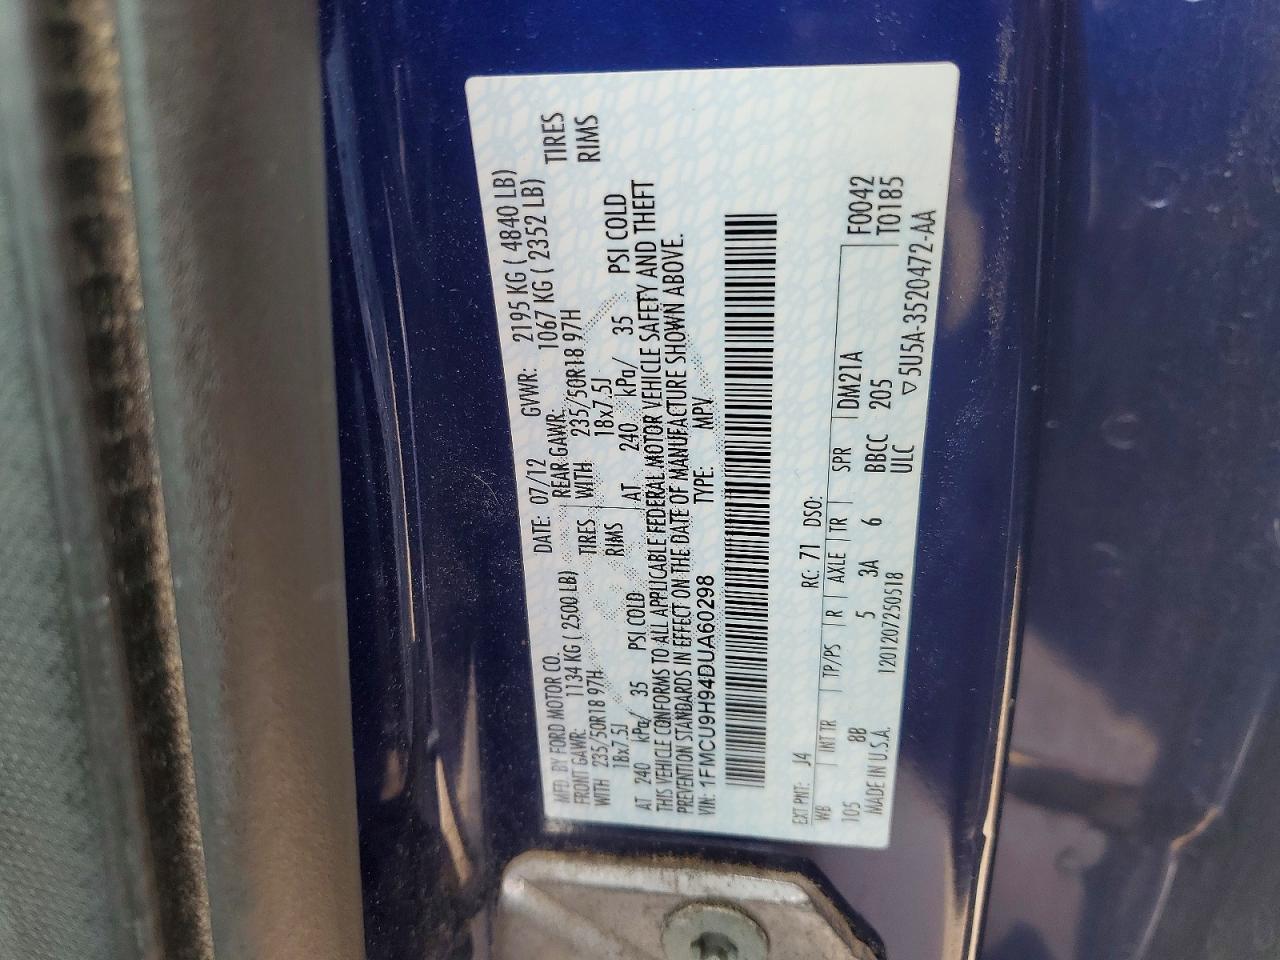 MFD. BY FORD MOTOR CO.
DATE: 07/12 GVWR: 2195 KG ( 4840 LB)
FRONT GAWR: 1134 KG ( 2500 LB) REAR GAWR: 1067 KG ( 2352 LB)
WITH 235/50R18 97H TIRES WITH 235/50R18 97H TIRES
18x7.5J RIMS 18x7.5J RIMS
AT 240 kPa/ 35 PSI COLD AT 240 kPa/ 35 PSI COLD
THIS VEHICLE CONFORMS TO ALL APPLICABLE FEDERAL MOTOR VEHICLE SAFETY AND THEFT
PREVENTION STANDARDS IN EFFECT ON THE DATE OF MANUFACTURE SHOWN ABOVE.
VIN: 1FMCU9H94DUA60298 TYPE: MPV
EXT PNT: J4 RC: 71 DSO:
WB INT TR TP/PS R AXLE TR SPR DM21A F0042
105 8B 5 3A 6 BBCC 205 T0185
MADE IN U.S.A. 1201207250518 ULC ▽5U5A-3520472-AA